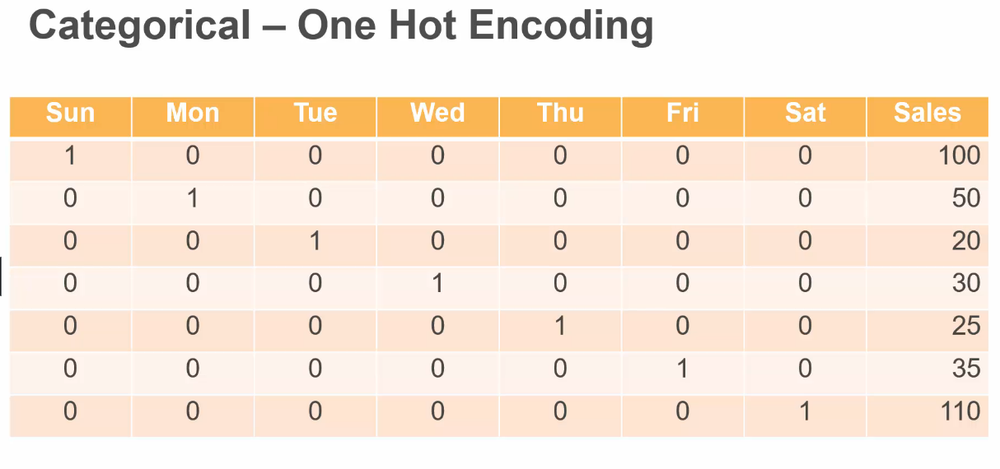 Categorical – One Hot Encoding
Sun Mon Tue Wed Thu Fri Sat Sales
1 0 0 0 0 0 0 100
0 1 0 0 0 0 0 50
0 0 1 0 0 0 0 20
0 0 0 1 0 0 0 30
0 0 0 0 1 0 0 25
0 0 0 0 0 1 0 35
0 0 0 0 0 0 1 110